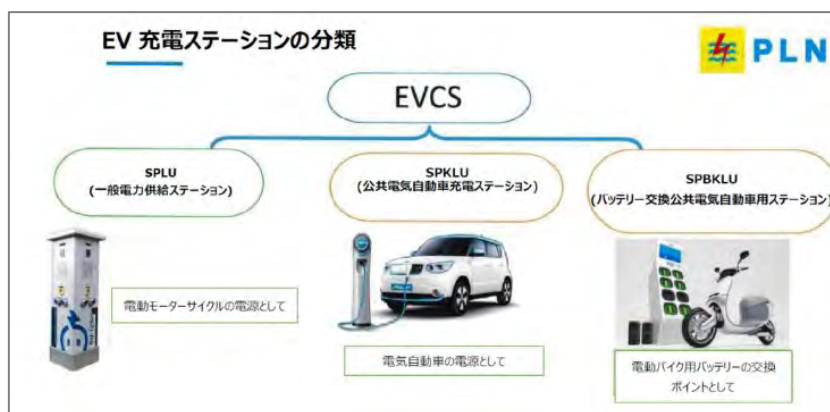 EV 充電ステーションの分類
PLN
EVCS
SPLU
(一般電力供給ステーション)
SPKLU
(公共電気自動車充電ステーション)
SPBKLU
(バッテリー交換公共電気自動車用ステーション)
電動モーターサイクルの電源として
電気自動車の電源として
電動バイク用バッテリーの交換
ポイントとして